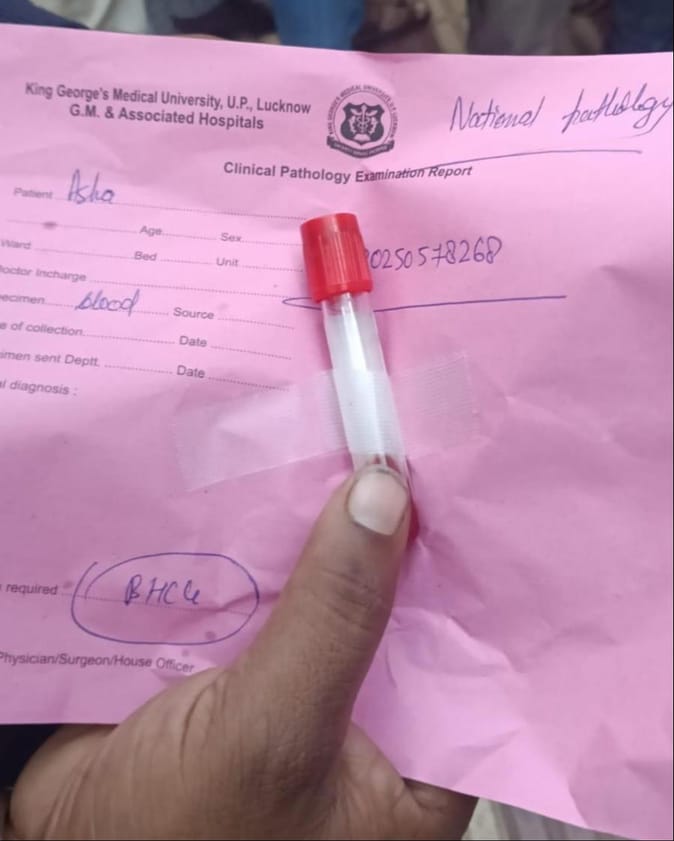 King George's Medical University, U.P., Lucknow
G.M. & Associated Hospitals
National pathology
Clinical Pathology Examination Report
Patient Asha
Age Sex
Ward Bed Unit
octor Incharge
0250578268
ecimen blood Source
e of collection Date
imen sent Deptt. Date
l diagnosis :
required BHCG
Physician/Surgeon/House Officer